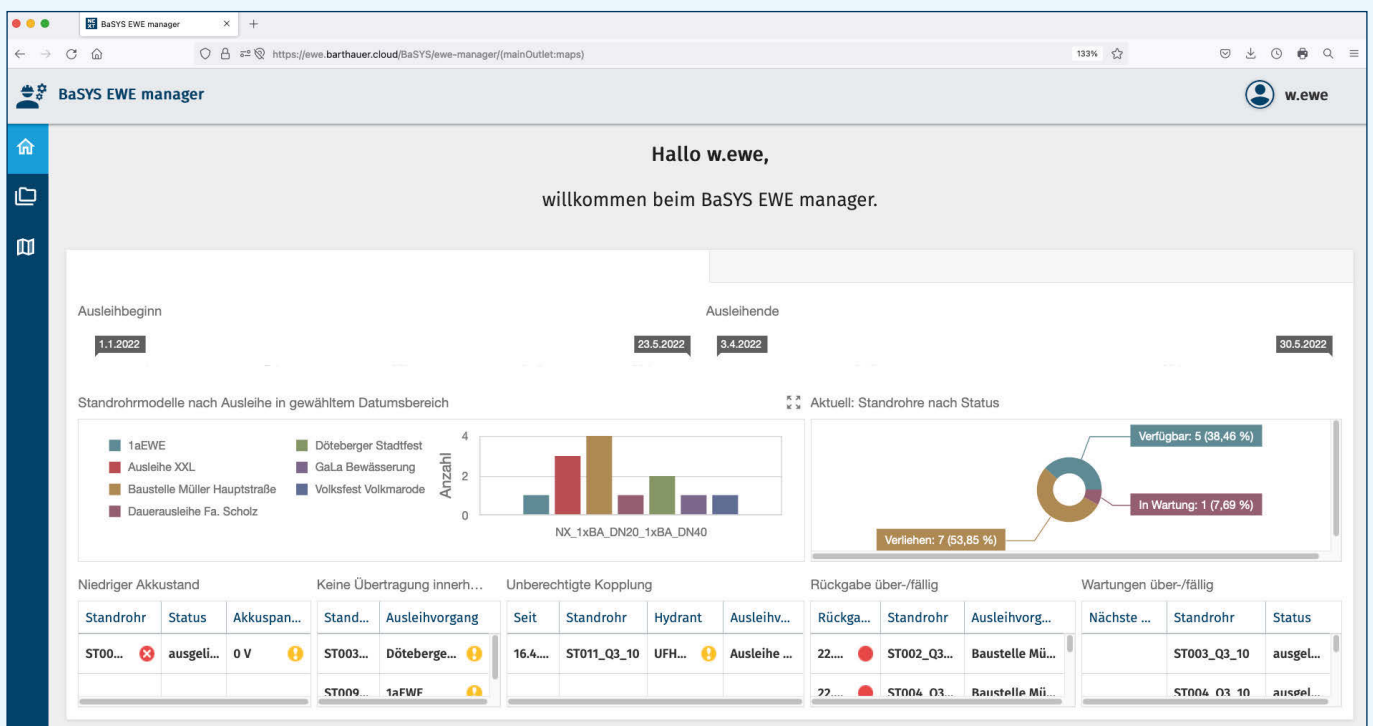 BaSYS EWE manager
https://ewe.barthauer.cloud/BaSYS/ewe-manager/(mainOutlet:maps)
133%
BaSYS EWE manager
w.ewe
Hallo w.ewe,
willkommen beim BaSYS EWE manager.
Ausleihbeginn
Ausleihende
1.1.2022
23.5.2022
3.4.2022
30.5.2022
Standrohrmodelle nach Ausleihe in gewähltem Datumsbereich
1aEWE
Ausleihe XXL
Baustelle Müller Hauptstraße
Dauerausleihe Fa. Scholz
Döteberger Stadtfest
GaLa Bewässerung
Volksfest Volkmarode
Anzahl
4
2
0
NX_1xBA_DN20_1xBA_DN40
Aktuell: Standrohre nach Status
Verfügbar: 5 (38,46 %)
In Wartung: 1 (7,69 %)
Verliehen: 7 (53,85 %)
Niedriger Akkustand
Standrohr Status Akkuspan...
ST00... ausgeli... 0 V
Keine Übertragung innerh...
Stand... Ausleihvorgang
ST003... Döteberge...
ST009... 1aEWE
Unberechtigte Kopplung
Seit Standrohr Hydrant Ausleihv...
16.4.... ST011_Q3_10 UFH... Ausleihe ...
Rückgabe über-/fällig
Rückga... Standrohr Ausleihvorg...
22.... ST002_Q3... Baustelle Mü...
22.... ST004_Q3... Baustelle Mü...
Wartungen über-/fällig
Nächste ... Standrohr Status
ST003_Q3_10 ausgel...
ST004_Q3_10 ausgel...